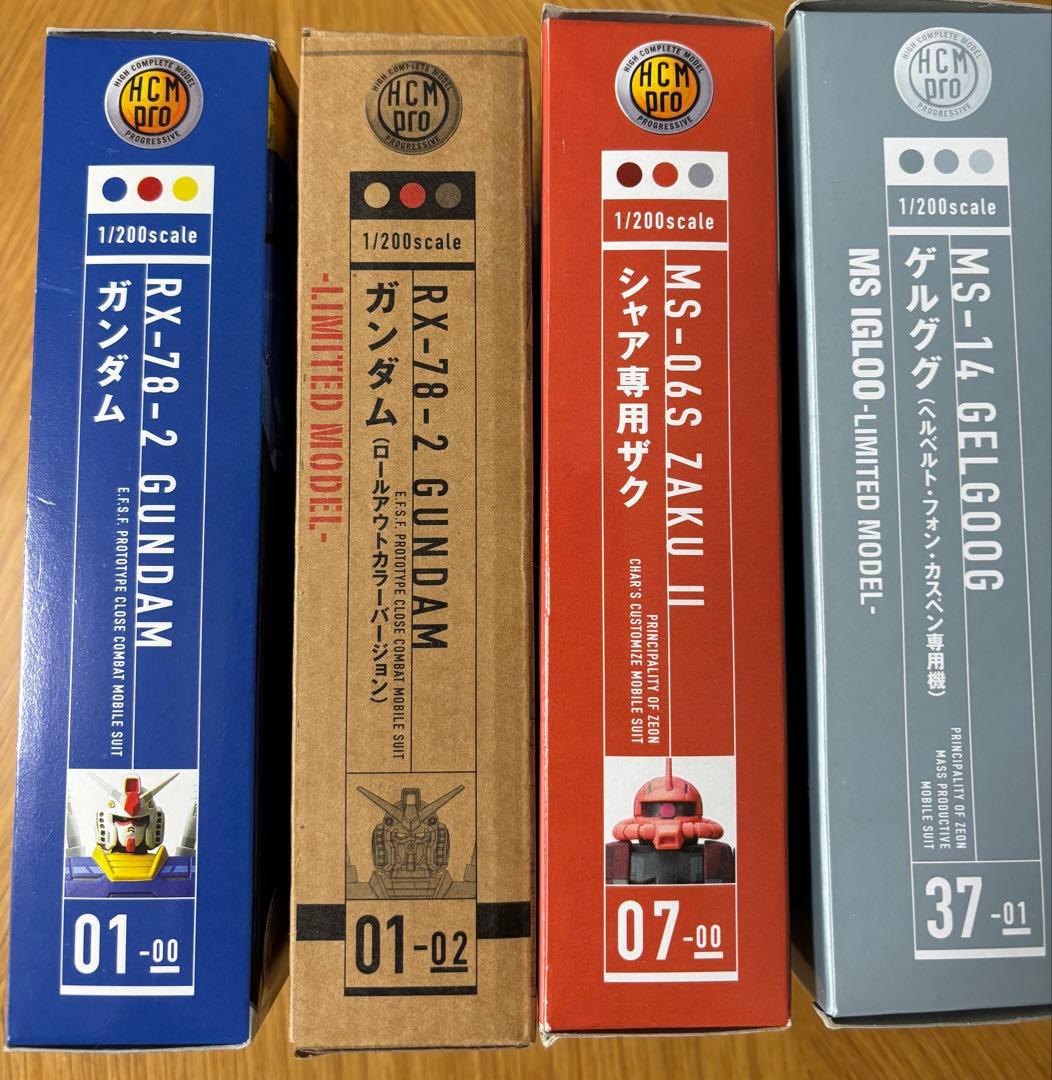 HIGH COMPLETE MODEL
HCM
pro
PROGRESSIVE
1/200scale
RX-78-2 GUNDAM
ガンダム
E.F.S.F. PROTOTYPE CLOSE COMBAT MOBILE SUIT
01-00
HIGH COMPLETE MODEL
HCM
pro
PROGRESSIVE
1/200scale
RX-78-2 GUNDAM
ガンダム(ロールアウトカラーバージョン)
-LIMITED MODEL-
E.F.S.F. PROTOTYPE CLOSE COMBAT MOBILE SUIT
01-02
HIGH COMPLETE MODEL
HCM
pro
PROGRESSIVE
1/200scale
MS-06S ZAKU II
シャア専用ザク
PRINCIPALITY OF ZEON
CHAR'S CUSTOMIZE MOBILE SUIT
07-00
HIGH COMPLETE MODEL
HCM
pro
PROGRESSIVE
1/200scale
MS-14 GELGOOG
ゲルググ(ヘルベルト・フォン・カスペン専用機)
MS IGLOO-LIMITED MODEL-
PRINCIPALITY OF ZEON
MASS PRODUCTIVE
MOBILE SUIT
37-01